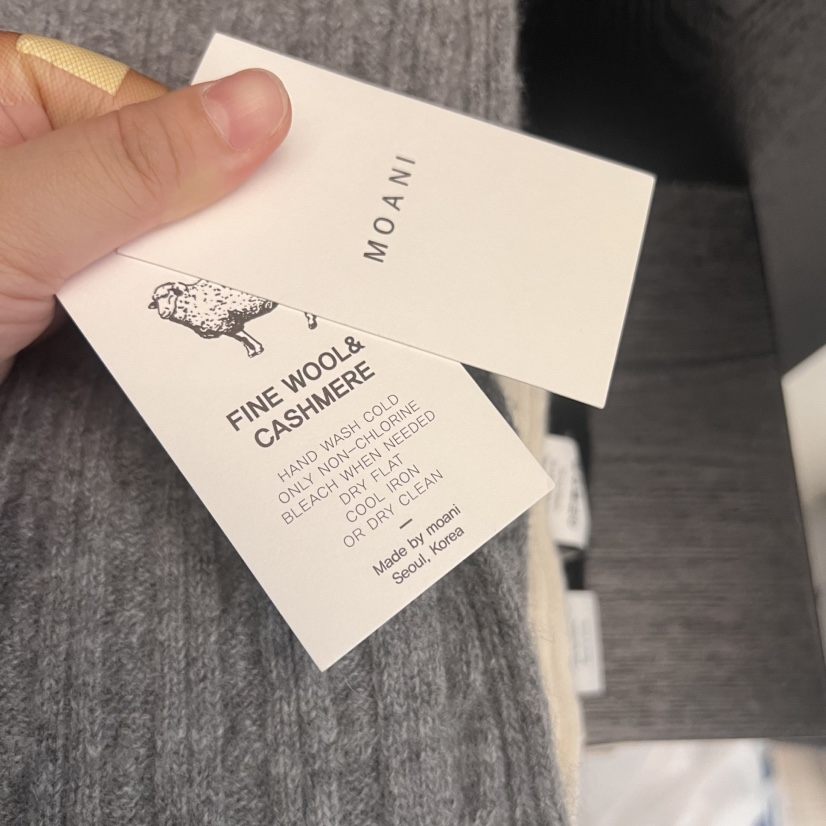 MOANI
FINE WOOL&
CASHMERE
HAND WASH COLD
ONLY NON-CHLORINE
BLEACH WHEN NEEDED
DRY FLAT
COOL IRON
OR DRY CLEAN
—
Made by moani
Seoul, Korea